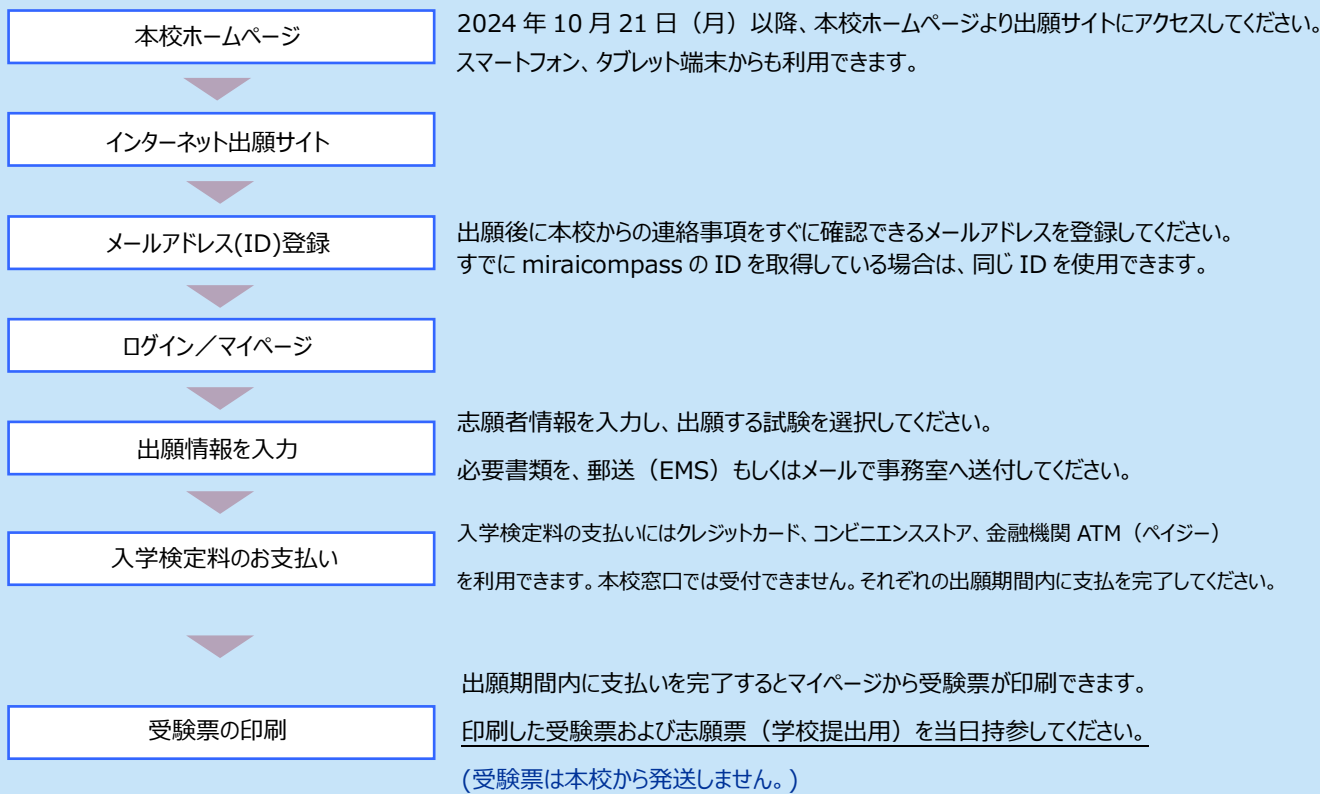 本校ホームページ
2024 年 10 月 21 日（月）以降、本校ホームページより出願サイトにアクセスしてください。
スマートフォン、タブレット端末からも利用できます。
インターネット出願サイト
メールアドレス(ID)登録
出願後に本校からの連絡事項をすぐに確認できるメールアドレスを登録してください。
すでに miraicompass の ID を取得している場合は、同じ ID を使用できます。
ログイン／マイページ
出願情報を入力
志願者情報を入力し、出願する試験を選択してください。
必要書類を、郵送（EMS）もしくはメールで事務室へ送付してください。
入学検定料のお支払い
入学検定料の支払いにはクレジットカード、コンビニエンスストア、金融機関 ATM（ペイジー）
を利用できます。本校窓口では受付できません。それぞれの出願期間内に支払を完了してください。
受験票の印刷
出願期間内に支払いを完了するとマイページから受験票が印刷できます。
印刷した受験票および志願票（学校提出用）を当日持参してください。
(受験票は本校から発送しません。)